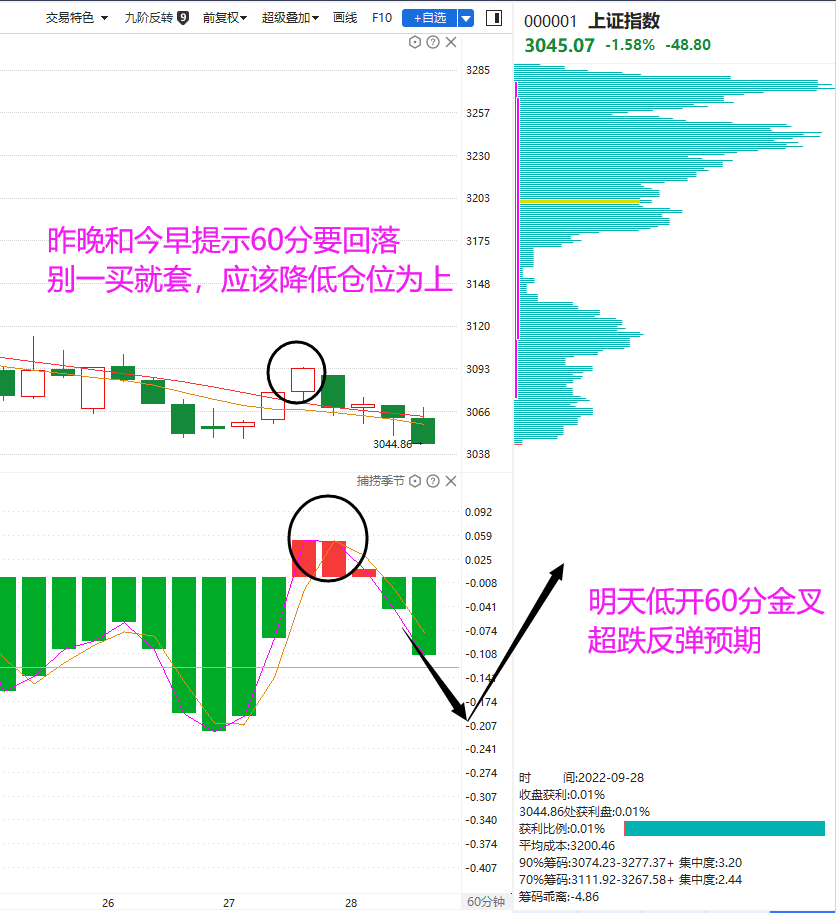 交易特色 九阶反转 9 前复权 超级叠加 画线 F10 +自选
000001 上证指数
3045.07 -1.58% -48.80
3285
3257
3230
3203
3175
3148
3120
3093
3066
3038
昨晚和今早提示60分要回落
别一买就套，应该降低仓位为上
3044.86
捕捞季节
0.092
0.059
0.025
-0.008
-0.041
-0.074
-0.108
-0.141
-0.174
-0.207
-0.241
-0.274
-0.307
-0.340
-0.374
-0.407
明天低开60分金叉
超跌反弹预期
时 间:2022-09-28
收盘获利:0.01%
3044.86处获利盘:0.01%
获利比例:0.01%
平均成本:3200.46
90%筹码:3074.23-3277.37+ 集中度:3.20
70%筹码:3111.92-3267.58+ 集中度:2.44
筹码乖离:-4.86
26 27 28 60分钟